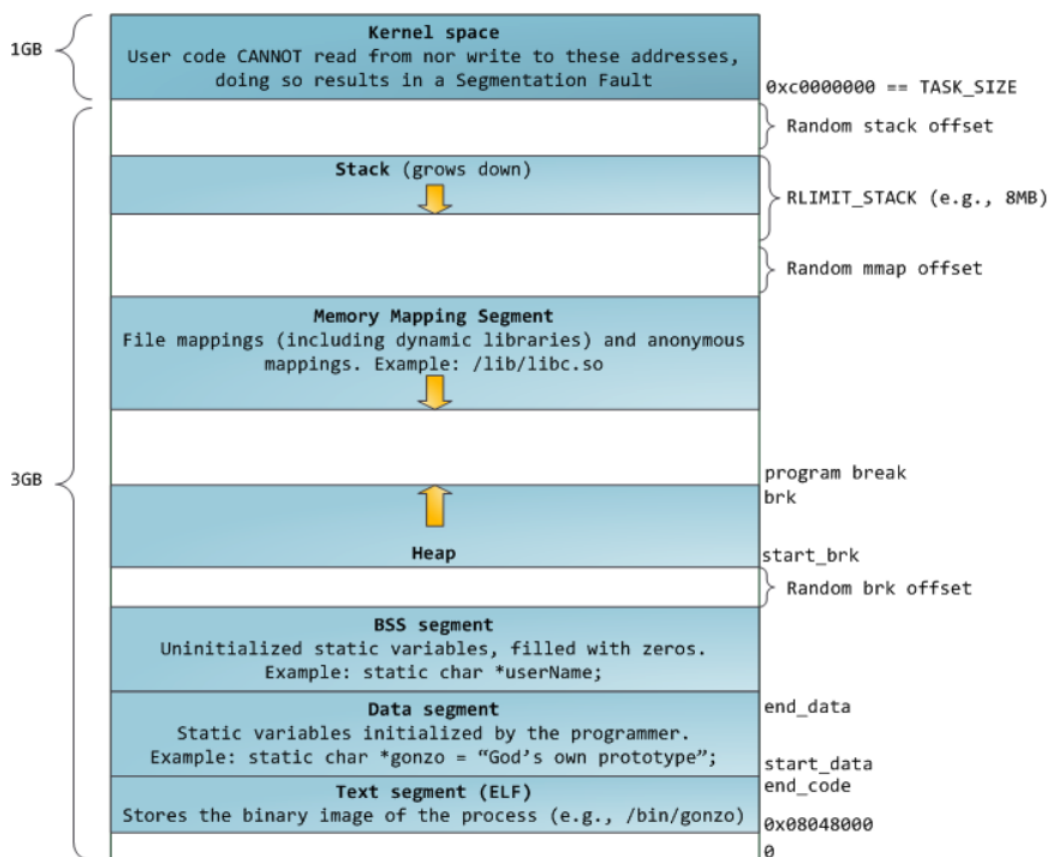 1GB
Kernel space
User code CANNOT read from nor write to these addresses,
doing so results in a Segmentation Fault
0xc0000000 == TASK_SIZE
Random stack offset
Stack (grows down)
RLIMIT_STACK (e.g., 8MB)
Random mmap offset
Memory Mapping Segment
File mappings (including dynamic libraries) and anonymous
mappings. Example: /lib/libc.so
3GB
program break
brk
Heap
start_brk
Random brk offset
BSS segment
Uninitialized static variables, filled with zeros.
Example: static char *userName;
end_data
Data segment
Static variables initialized by the programmer.
Example: static char *gonzo = “God’s own prototype”;
start_data
end_code
Text segment (ELF)
Stores the binary image of the process (e.g., /bin/gonzo)
0x08048000
0